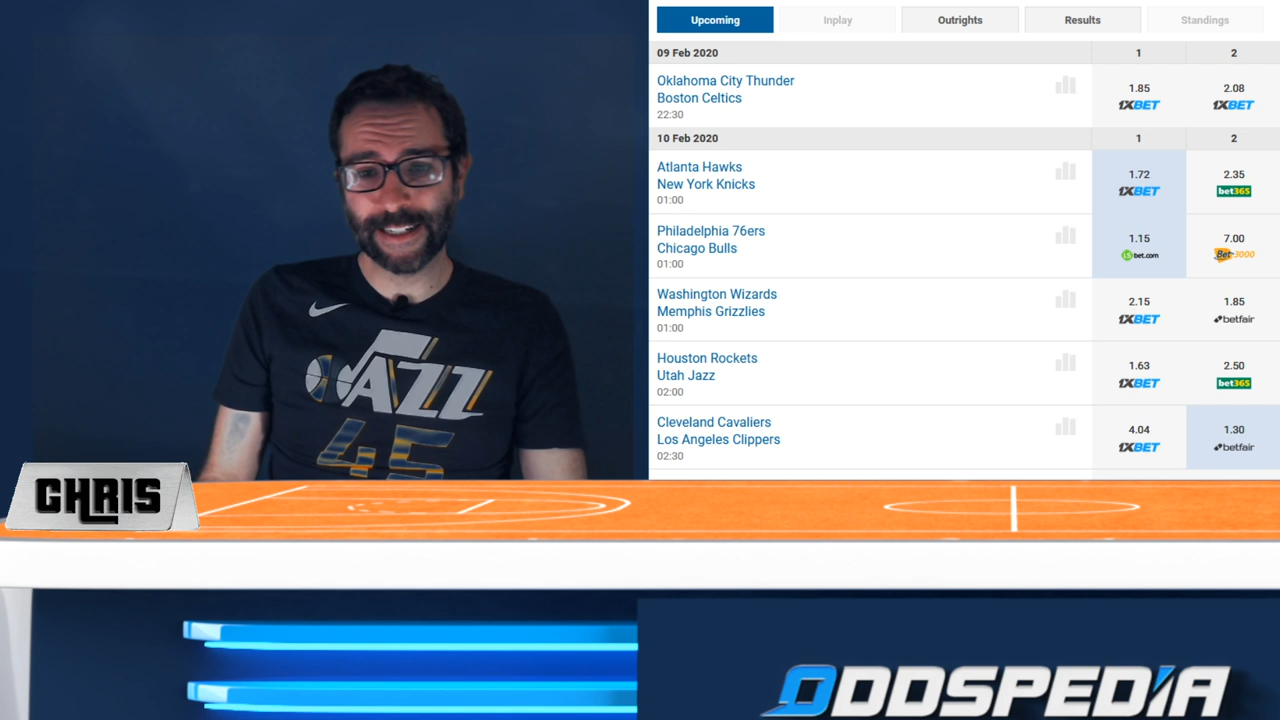 Upcoming
Inplay
Outrights
Results
Standings
09 Feb 2020 1 2
Oklahoma City Thunder
Boston Celtics
22:30
1.85 2.08
1XBET 1XBET
10 Feb 2020 1 2
Atlanta Hawks
New York Knicks
01:00
1.72 2.35
1XBET bet365
Philadelphia 76ers
Chicago Bulls
01:00
1.15 7.00
bet.com Bet-3000
Washington Wizards
Memphis Grizzlies
01:00
2.15 1.85
1XBET betfair
Houston Rockets
Utah Jazz
02:00
1.63 2.50
1XBET bet365
Cleveland Cavaliers
Los Angeles Clippers
02:30
4.04 1.30
1XBET betfair
JAZZ
45
CHRIS
ODDSPEDIA